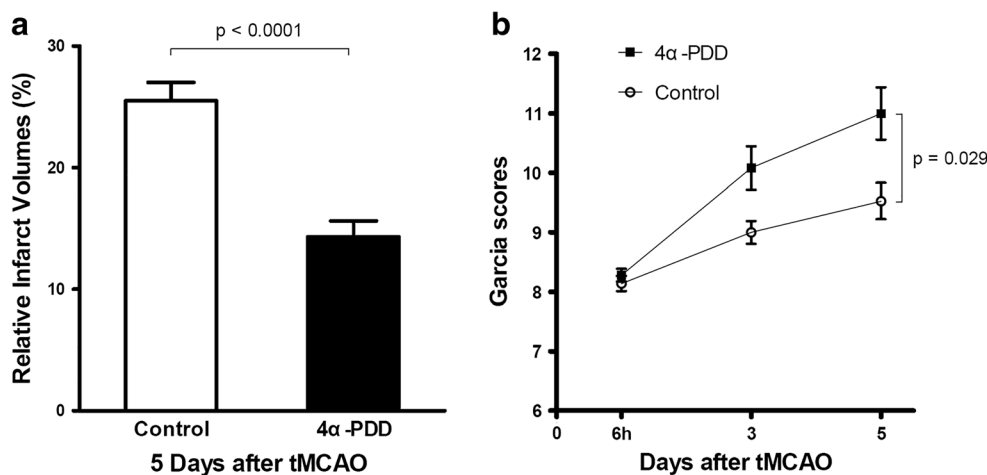 a
p < 0.0001
Relative Infarct Volumes (%)
30
20
10
0
Control
4α-PDD
5 Days after tMCAO
b
4α-PDD
Control
Garcia scores
12
11
10
9
8
7
6
p = 0.029
0
6h
3
5
Days after tMCAO